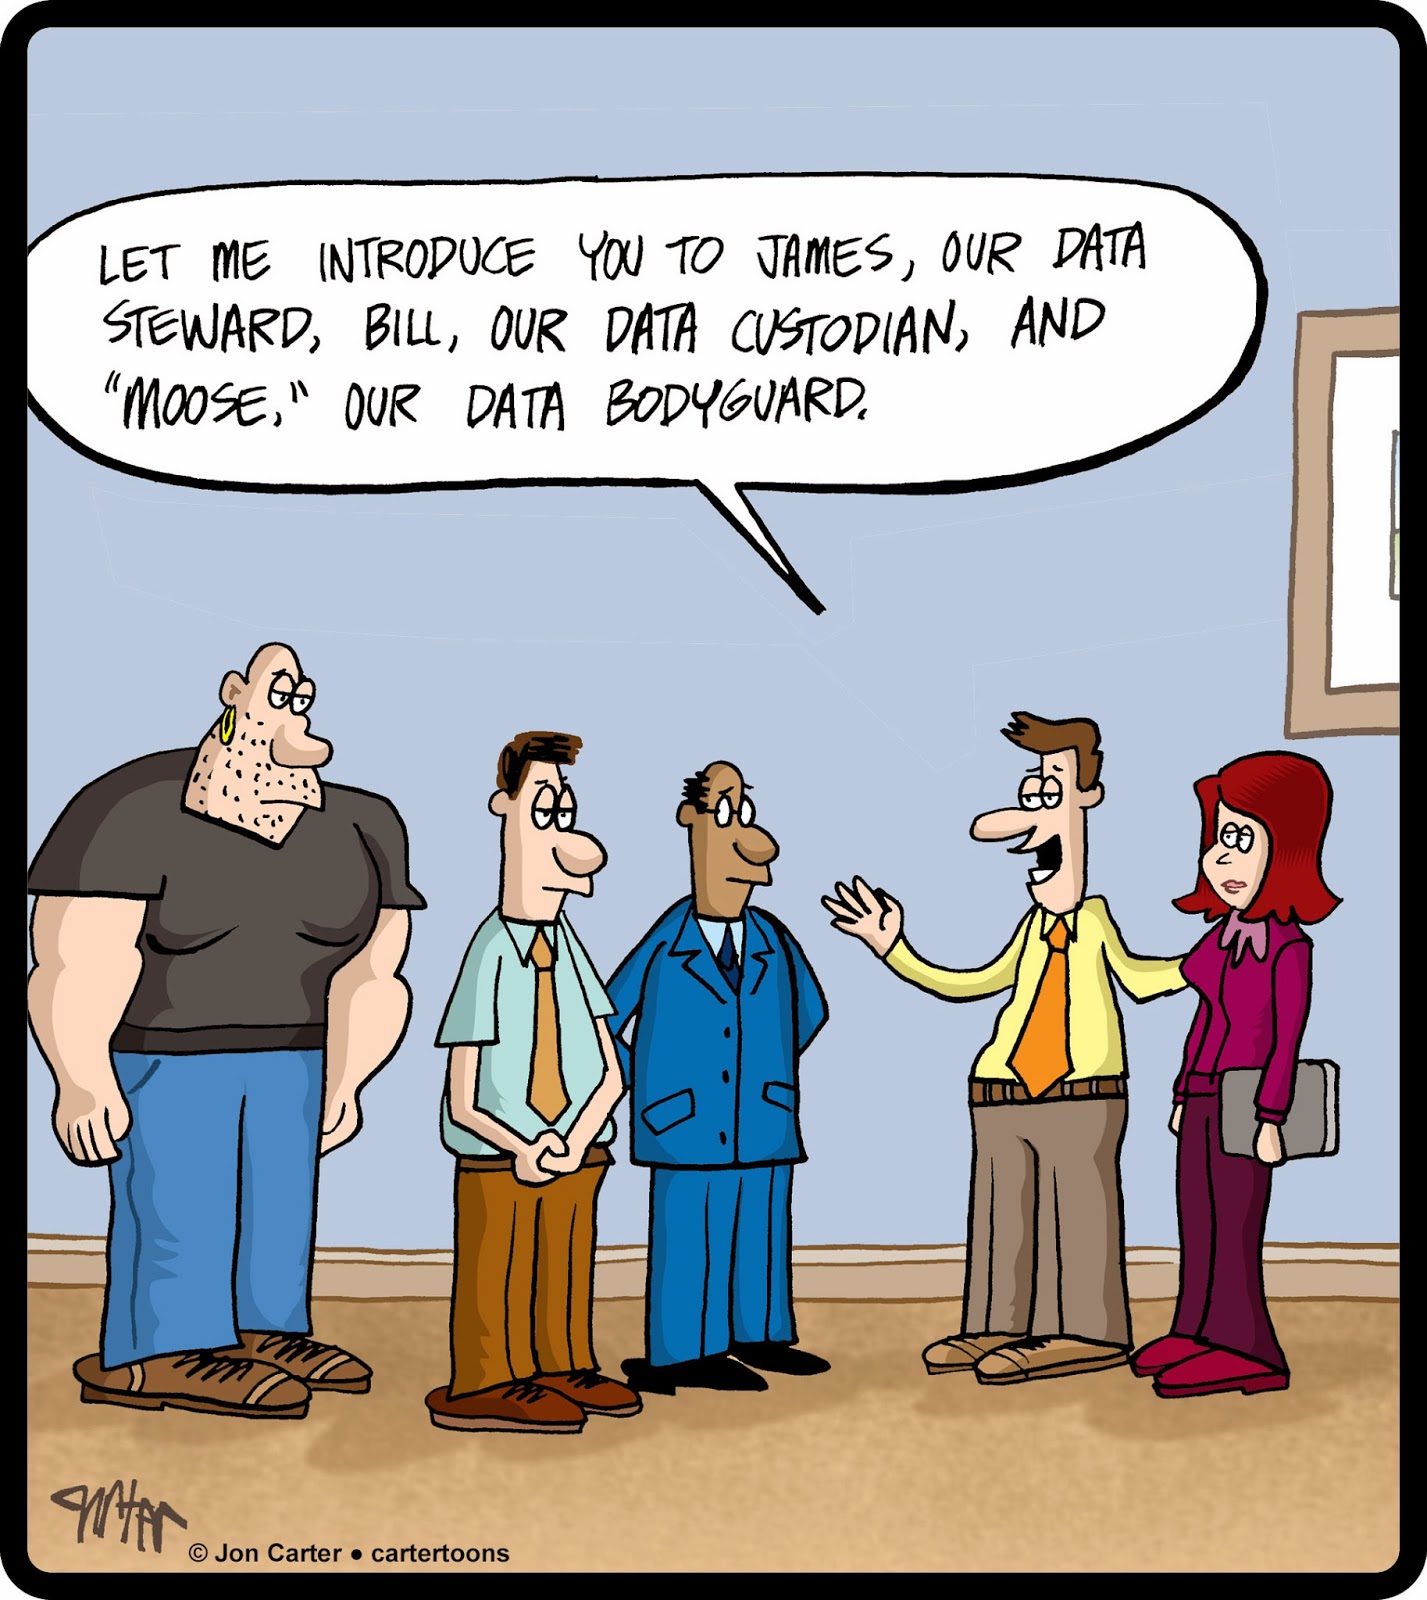 LET ME INTRODUCE YOU TO JAMES, OUR DATA
STEWARD, BILL, OUR DATA CUSTODIAN, AND
"MOOSE," OUR DATA BODYGUARD.
© Jon Carter • cartertoons